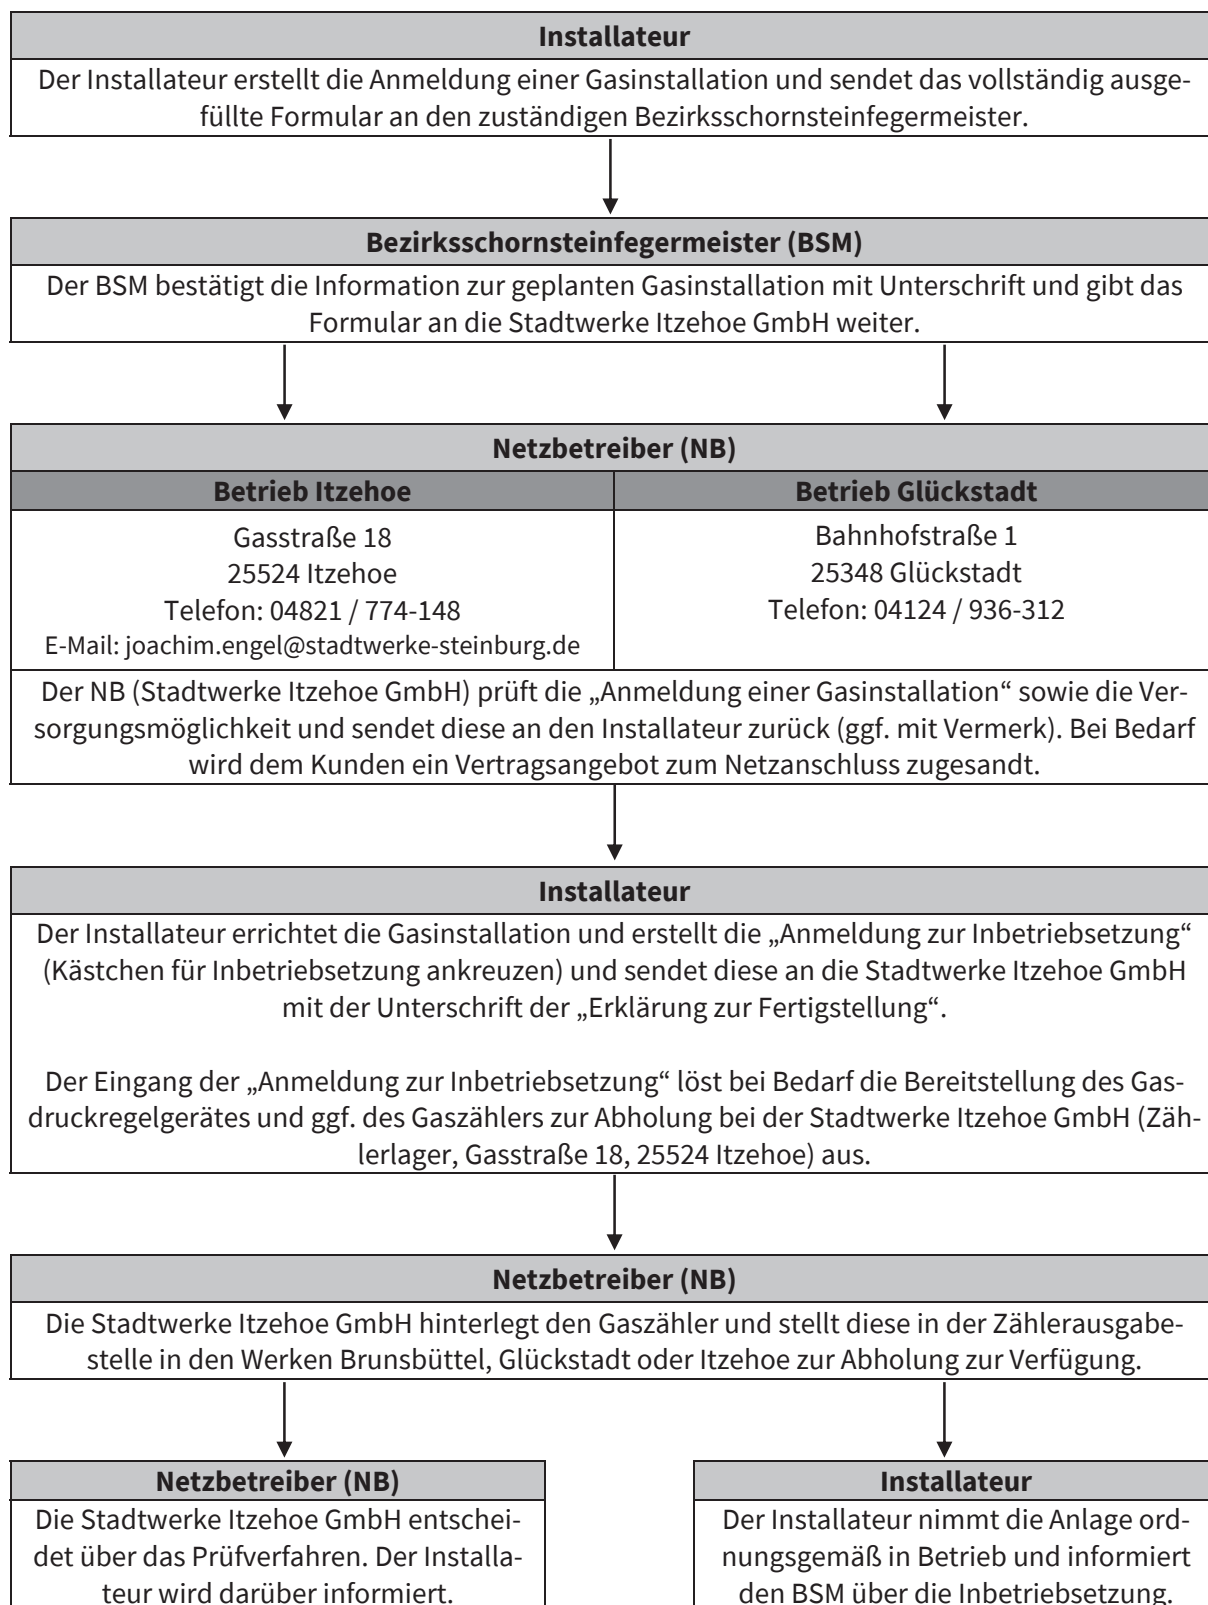 Installateur
Der Installateur erstellt die Anmeldung einer Gasinstallation und sendet das vollständig ausge-
füllte Formular an den zuständigen Bezirksschornsteinfegermeister.
Bezirksschornsteinfegermeister (BSM)
Der BSM bestätigt die Information zur geplanten Gasinstallation mit Unterschrift und gibt das
Formular an die Stadtwerke Itzehoe GmbH weiter.
Netzbetreiber (NB)
Betrieb Itzehoe
Gasstraße 18
25524 Itzehoe
Telefon: 04821 / 774-148
E-Mail: joachim.engel@stadtwerke-steinburg.de
Betrieb Glückstadt
Bahnhofstraße 1
25348 Glückstadt
Telefon: 04124 / 936-312
Der NB (Stadtwerke Itzehoe GmbH) prüft die „Anmeldung einer Gasinstallation“ sowie die Ver-
sorgungsmöglichkeit und sendet diese an den Installateur zurück (ggf. mit Vermerk). Bei Bedarf
wird dem Kunden ein Vertragsangebot zum Netzanschluss zugesandt.
Installateur
Der Installateur errichtet die Gasinstallation und erstellt die „Anmeldung zur Inbetriebsetzung“
(Kästchen für Inbetriebsetzung ankreuzen) und sendet diese an die Stadtwerke Itzehoe GmbH
mit der Unterschrift der „Erklärung zur Fertigstellung“.
Der Eingang der „Anmeldung zur Inbetriebsetzung“ löst bei Bedarf die Bereitstellung des Gas-
druckregelgerätes und ggf. des Gaszählers zur Abholung bei der Stadtwerke Itzehoe GmbH (Zäh-
lerlager, Gasstraße 18, 25524 Itzehoe) aus.
Netzbetreiber (NB)
Die Stadtwerke Itzehoe GmbH hinterlegt den Gaszähler und stellt diese in der Zählerausgabe-
stelle in den Werken Brunsbüttel, Glückstadt oder Itzehoe zur Abholung zur Verfügung.
Netzbetreiber (NB)
Die Stadtwerke Itzehoe GmbH entschei-
det über das Prüfverfahren. Der Installa-
teur wird darüber informiert.
Installateur
Der Installateur nimmt die Anlage ord-
nungsgemäß in Betrieb und informiert
den BSM über die Inbetriebsetzung.